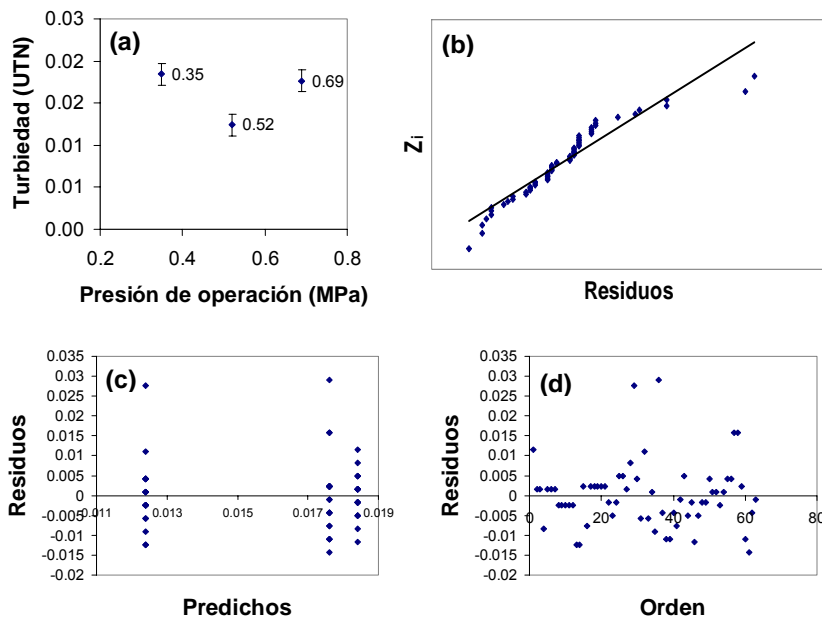 (a)
Turbiedad (UTN)
0.03
0.02
0.02
0.01
0.01
0.00
0.35
0.52
0.69
0.2 0.4 0.6 0.8
Presión de operación (MPa)
(b)
Zi
Residuos
(c)
Residuos
0.035
0.03
0.025
0.02
0.015
0.01
0.005
0
-0.005
-0.01
-0.015
-0.02
0.011 0.013 0.015 0.017 0.019
Predichos
(d)
Residuos
0.035
0.03
0.025
0.02
0.015
0.01
0.005
0
-0.005
-0.01
-0.015
-0.02
0 20 40 60 80
Orden